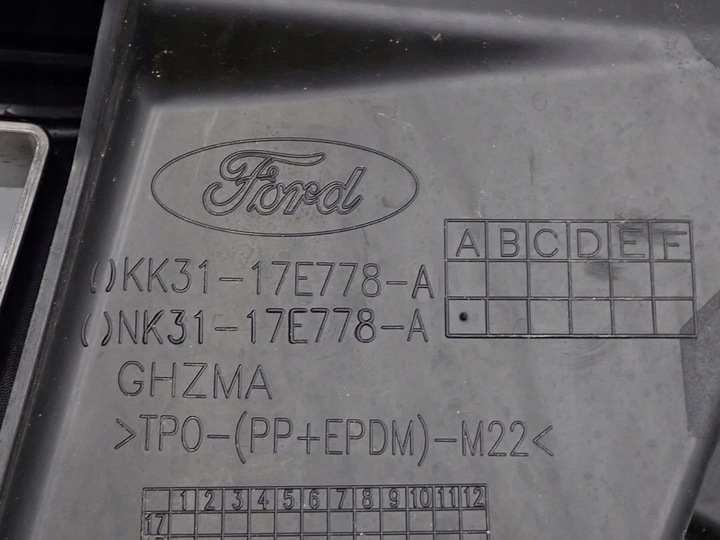 Ford
()KK31-17E778-A
()NK31-17E778-A
A B C D E F
GHZMA
>TPO-(PP+EPDM)-M22<
1 2 3 4 5 6 7 8 9 10 11 12
17